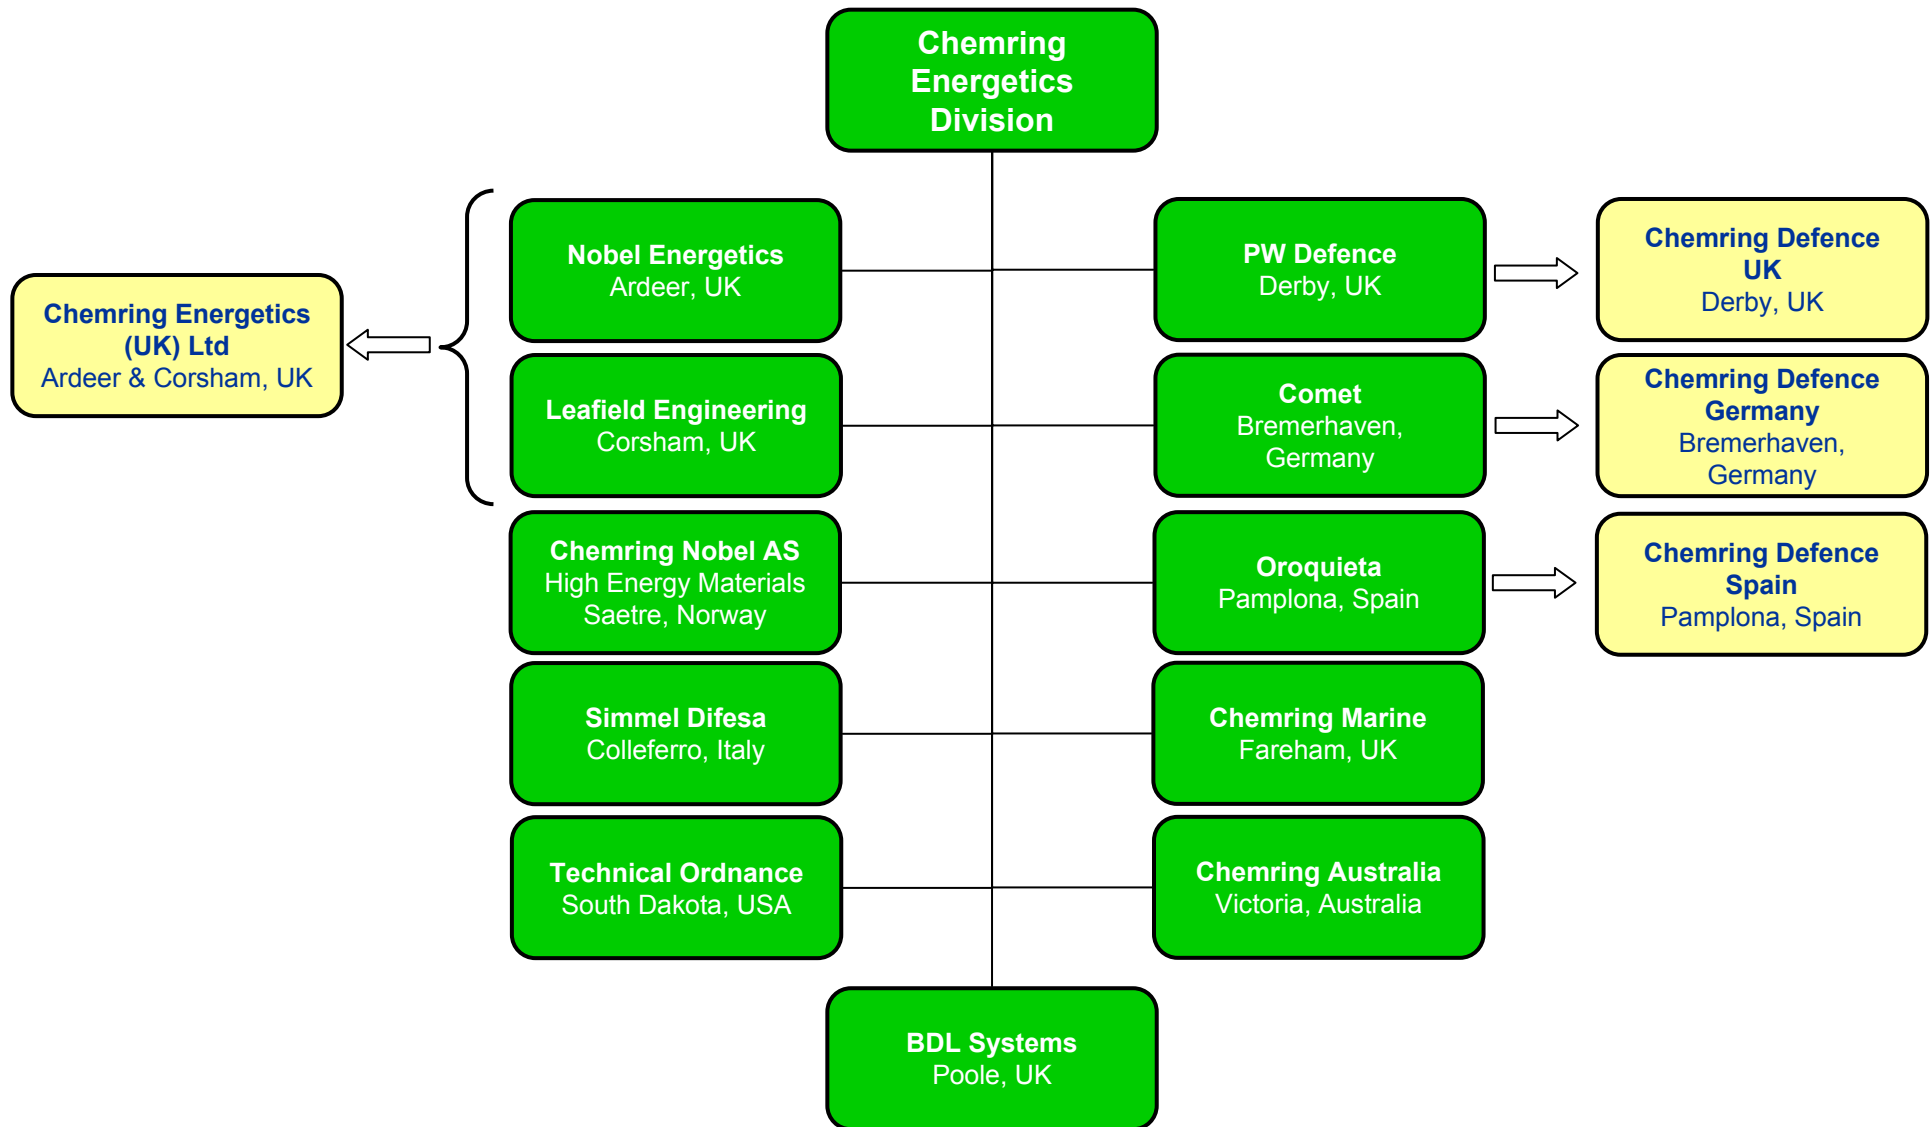 Chemring
Energetics
Division
Nobel Energetics
Ardeer, UK
PW Defence
Derby, UK
Chemring Defence
UK
Derby, UK
Chemring Energetics
(UK) Ltd
Ardeer & Corsham, UK
Leafield Engineering
Corsham, UK
Comet
Bremerhaven,
Germany
Chemring Defence
Germany
Bremerhaven,
Germany
Chemring Nobel AS
High Energy Materials
Saetre, Norway
Oroquieta
Pamplona, Spain
Chemring Defence
Spain
Pamplona, Spain
Simmel Difesa
Colleferro, Italy
Chemring Marine
Fareham, UK
Technical Ordnance
South Dakota, USA
Chemring Australia
Victoria, Australia
BDL Systems
Poole, UK